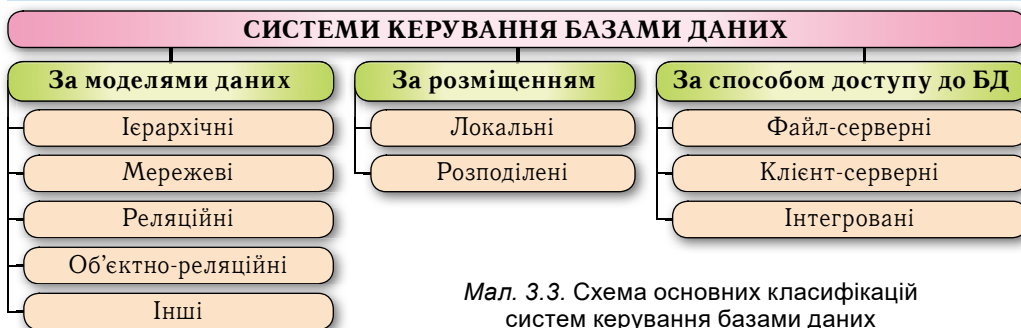 СИСТЕМИ КЕРУВАННЯ БАЗАМИ ДАНИХ
За моделями даних
Ієрархічні
Мережеві
Реляційні
Об’єктно-реляційні
Інші
За розміщенням
Локальні
Розподілені
За способом доступу до БД
Файл-серверні
Клієнт-серверні
Інтегровані
Мал. 3.3. Схема основних класифікацій
систем керування базами даних